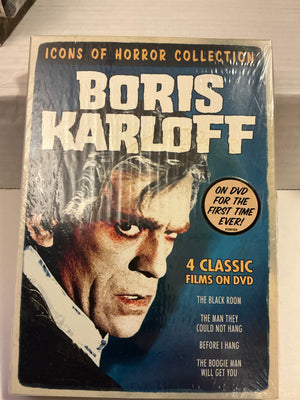 ICONS OF HORROR COLLECTION
BORIS
KARLOFF
ON DVD
FOR THE
FIRST TIME
EVER!
4 CLASSIC
FILMS ON DVD
THE BLACK ROOM
THE MAN THEY
COULD NOT HANG
BEFORE I HANG
THE BOOGIE MAN
WILL GET YOU